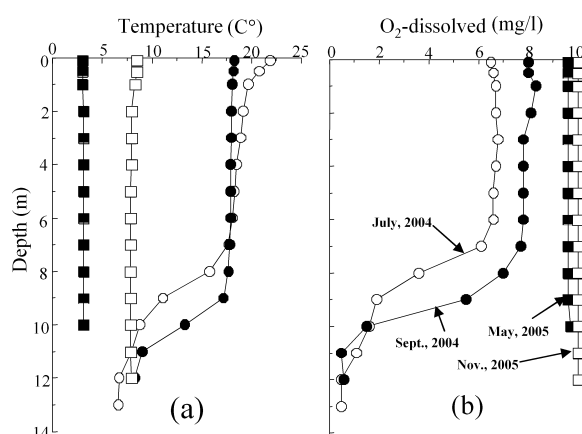 Temperature (C°)
0 5 10 15 20 25
O₂-dissolved (mg/l)
0 2 4 6 8 10
Depth (m)
0
2
4
6
8
10
12
14
July, 2004
Sept., 2004
May, 2005
Nov., 2005
(a)
(b)